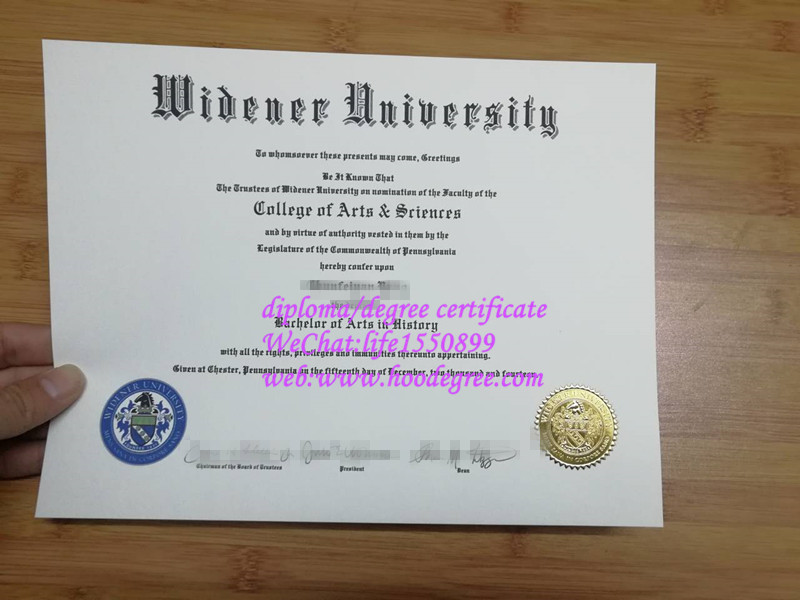 Widener University
To whomsoever these presents may come, Greetings
Be It Known That
The Trustees of Widener University on nomination of the Faculty of the
College of Arts & Sciences
and by virtue of authority vested in them by the
Legislature of the Commonwealth of Pennsylvania
hereby confer upon
diploma/degree certificate
Bachelor of Arts in History
WeChat:life1550899
with all the rights, privileges and immunities thereunto appertaining.
Given at Chester, Pennsylvania on the fifteenth day of December, two thousand and fourteen
web:www.hoodegree.com
WIDENER UNIVERSITY
Chairman of the Board of Trustees
President
Dean